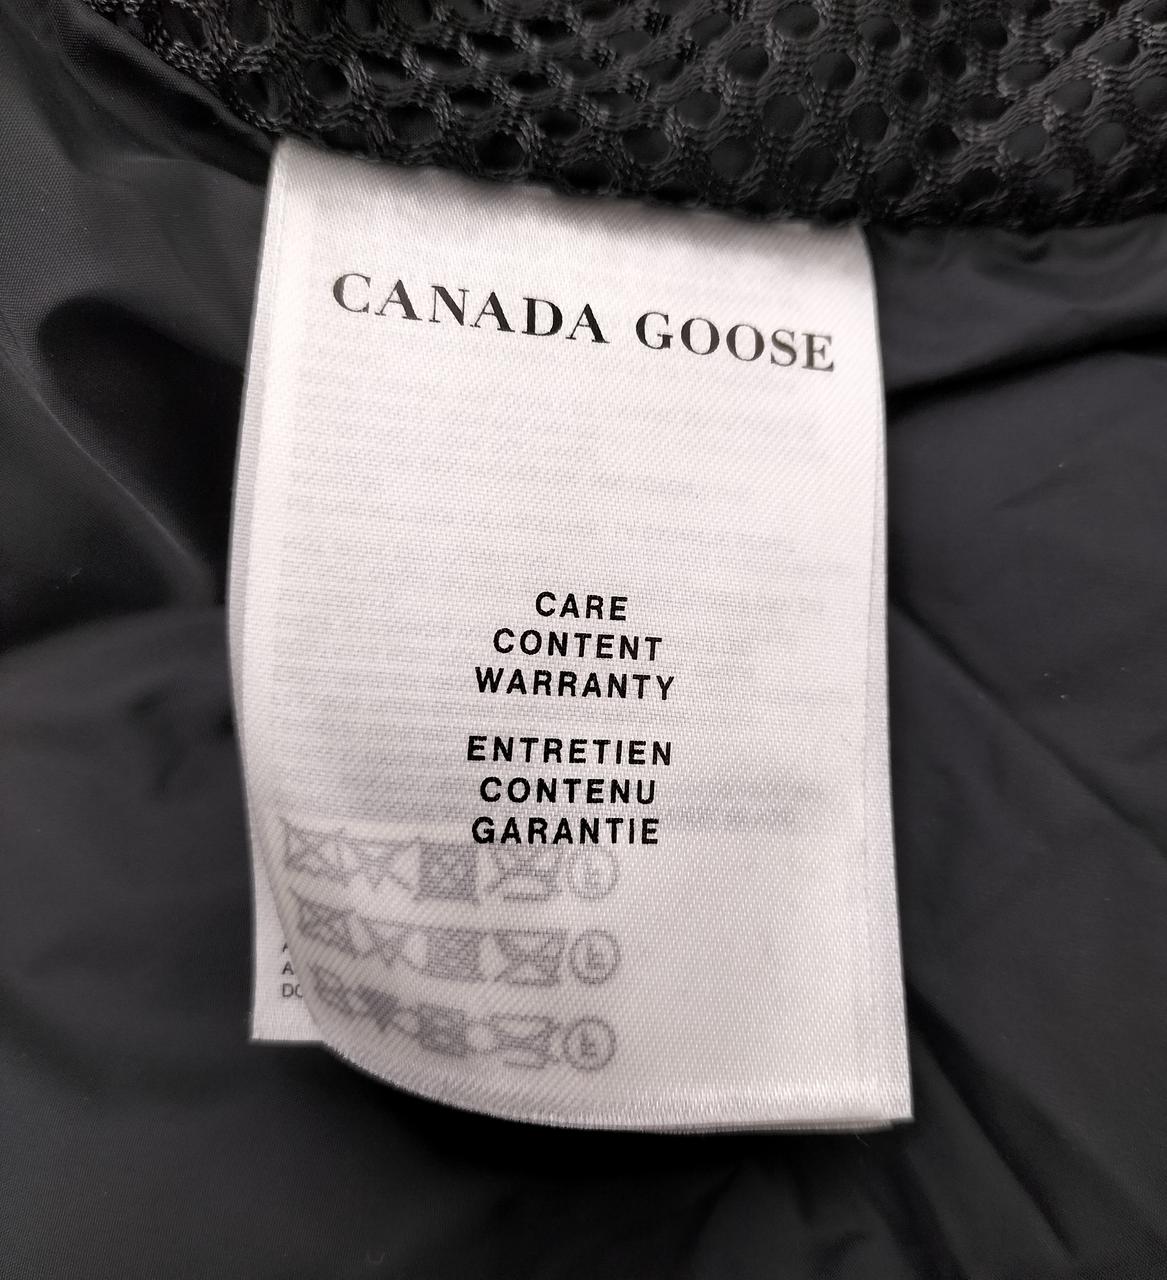 CANADA GOOSE
CARE
CONTENT
WARRANTY
ENTRETIEN
CONTENU
GARANTIE